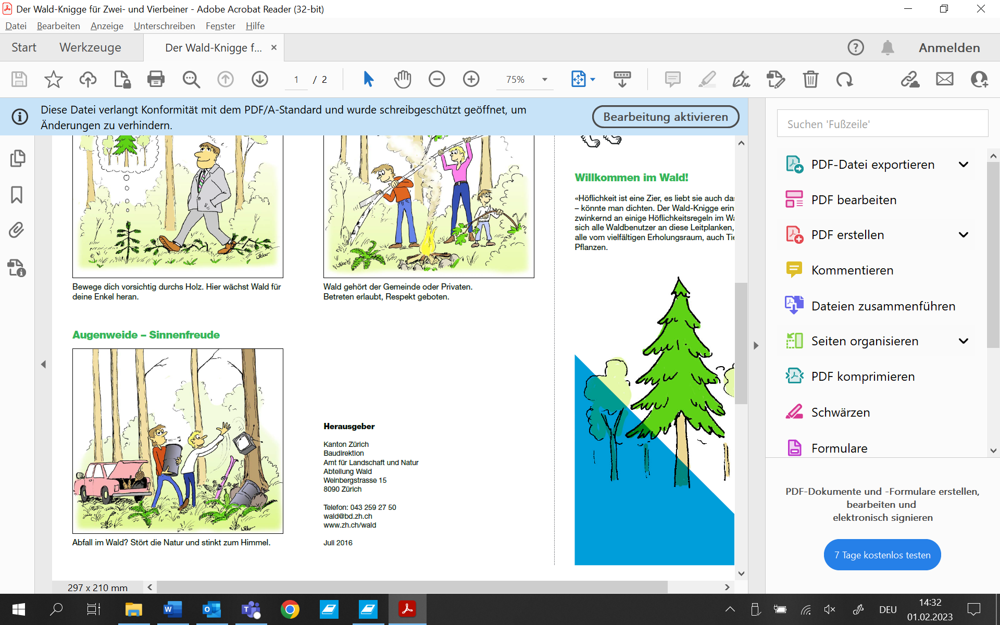 Der Wald-Knigge für Zwei- und Vierbeiner - Adobe Acrobat Reader (32-bit)
Datei Bearbeiten Anzeige Unterschreiben Fenster Hilfe
Start Werkzeuge Der Wald-Knigge f... Anmelden
1 / 2 75%
Diese Datei verlangt Konformität mit dem PDF/A-Standard und wurde schreibgeschützt geöffnet, um
Änderungen zu verhindern.
Bearbeitung aktivieren
Bewege dich vorsichtig durchs Holz. Hier wächst Wald für
deine Enkel heran.
Wald gehört der Gemeinde oder Privaten.
Betreten erlaubt, Respekt geboten.
Augenweide – Sinnenfreude
Abfall im Wald? Stört die Natur und stinkt zum Himmel.
Herausgeber
Kanton Zürich
Baudirektion
Amt für Landschaft und Natur
Abteilung Wald
Weinbergstrasse 15
8090 Zürich
Telefon: 043 259 27 50
wald@bd.zh.ch
www.zh.ch/wald
Juli 2016
Willkommen im Wald!
«Höflichkeit ist eine Zier, es liebt sie auch da
– könnte man dichten. Der Wald-Knigge erin
zwinkernd an einige Höflichkeitsregeln im Wa
sich alle Waldbenutzer an diese Leitplanken,
alle vom vielfältigen Erholungsraum, auch Tie
Pflanzen.
297 x 210 mm
Suchen 'Fußzeile'
PDF-Datei exportieren
PDF bearbeiten
PDF erstellen
Kommentieren
Dateien zusammenführen
Seiten organisieren
PDF komprimieren
Schwärzen
Formulare
PDF-Dokumente und -Formulare erstellen,
bearbeiten und
elektronisch signieren
7 Tage kostenlos testen
DEU
14:32
01.02.2023